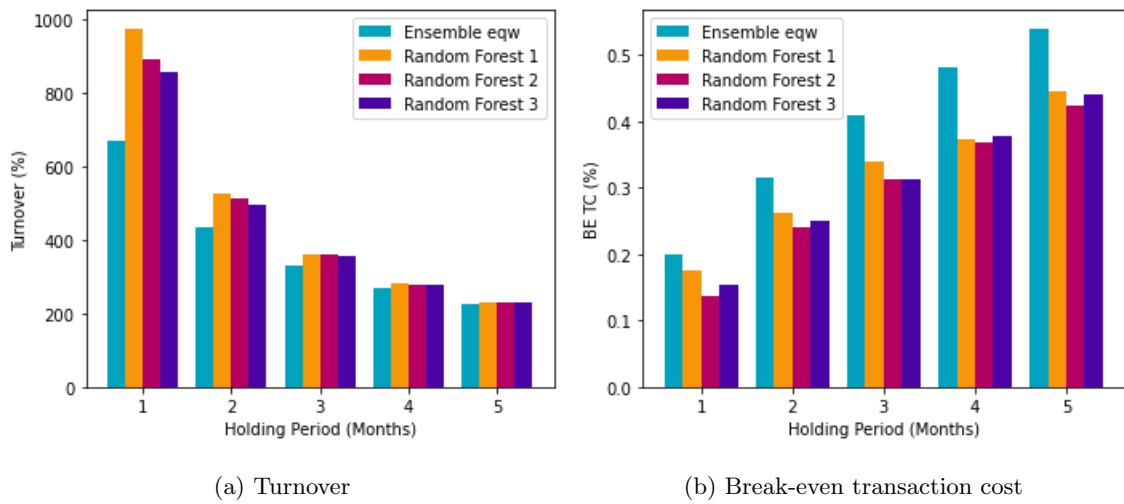 1000
800
600
400
200
0
Turnover (%)
Ensemble eqw
Random Forest 1
Random Forest 2
Random Forest 3
1 2 3 4 5
Holding Period (Months)
(a) Turnover
0.5
0.4
0.3
0.2
0.1
0.0
BE TC (%)
Ensemble eqw
Random Forest 1
Random Forest 2
Random Forest 3
1 2 3 4 5
Holding Period (Months)
(b) Break-even transaction cost